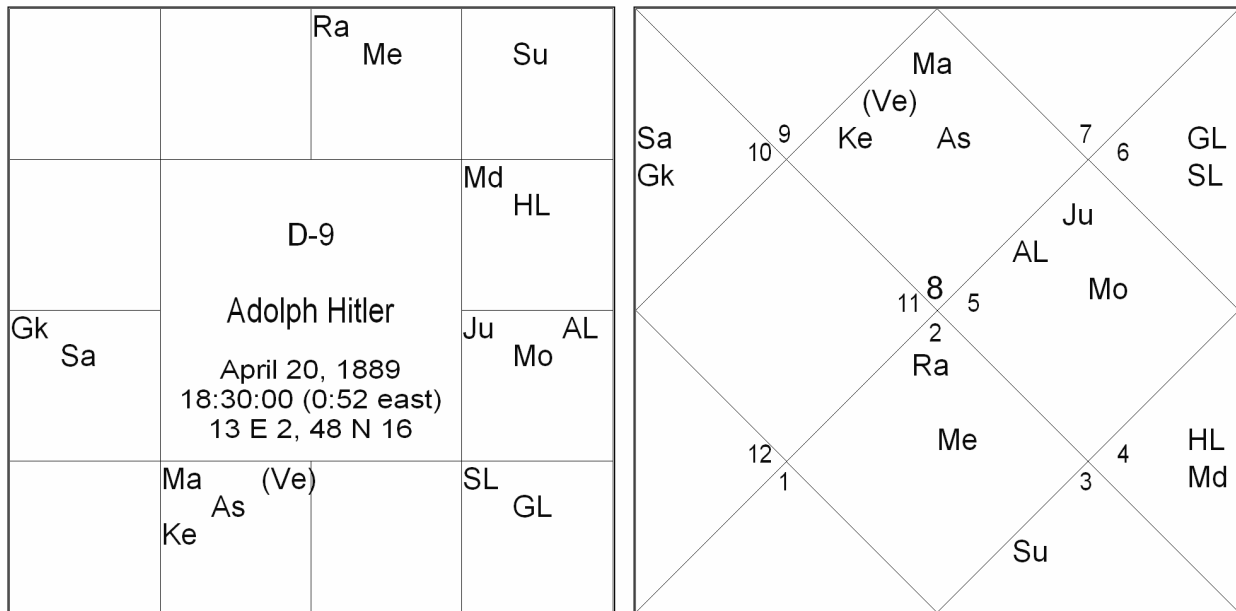 Ra
Me
Su
Md
HL
D-9
Adolph Hitler
Gk
Sa
April 20, 1889
18:30:00 (0:52 east)
13 E 2, 48 N 16
Ju AL
Mo
Ma (Ve)
As
Ke
SL
GL
Ma
(Ve)
Ke As
Sa
Gk
9
10
7
6
GL
SL
Ju
AL
Mo
8
11 5
2
Ra
Me
12
1
4
3
HL
Md
Su